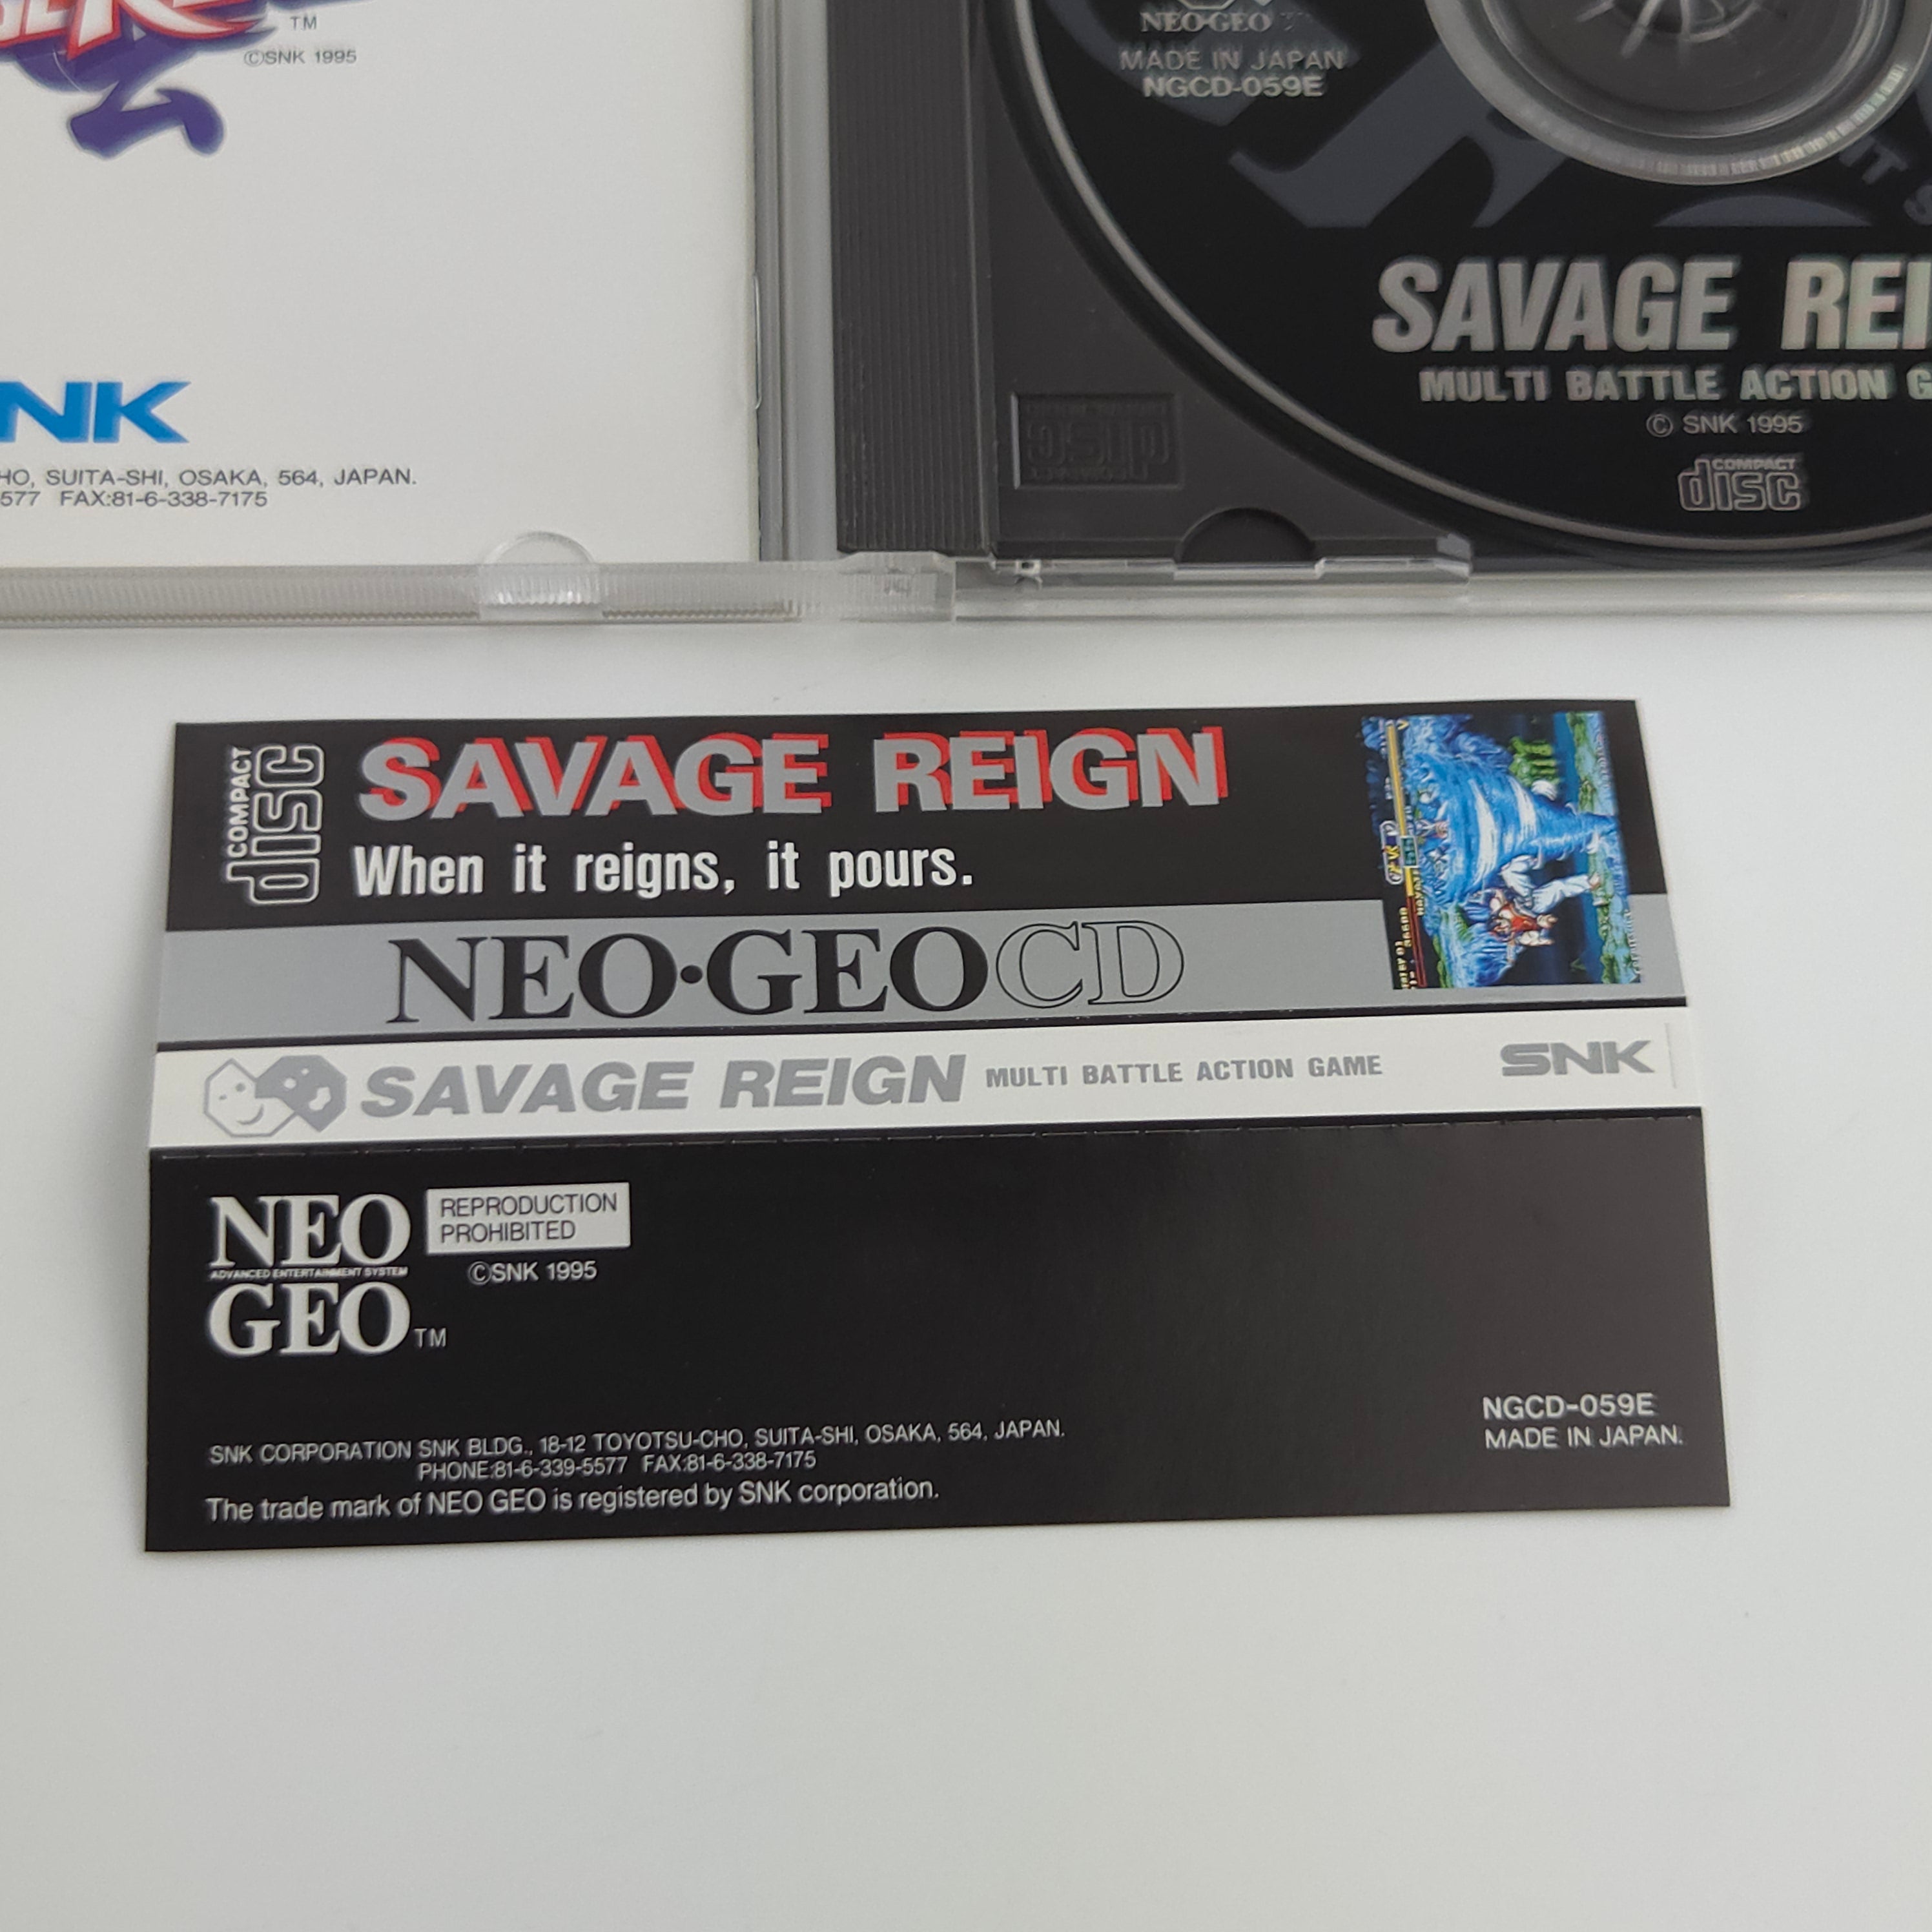 TM
©SNK 1995
NK
HO, SUITA-SHI, OSAKA, 564, JAPAN.
577 FAX:81-6-338-7175
NEO·GEO
MADE IN JAPAN
NGCD-059E
IT
SAVAGE REI
MULTI BATTLE ACTION G
© SNK 1995
COMPACT
disc
COMPACT
disc
SAVAGE REIGN
When it reigns, it pours.
NEO·GEO CD
SAVAGE REIGN MULTI BATTLE ACTION GAME SNK
NEO
ADVANCED ENTERTAINMENT SYSTEM
GEO TM
REPRODUCTION
PROHIBITED
©SNK 1995
NGCD-059E
MADE IN JAPAN.
SNK CORPORATION SNK BLDG., 18-12 TOYOTSU-CHO, SUITA-SHI, OSAKA, 564, JAPAN.
PHONE:81-6-339-5577 FAX:81-6-338-7175
The trade mark of NEO GEO is registered by SNK corporation.